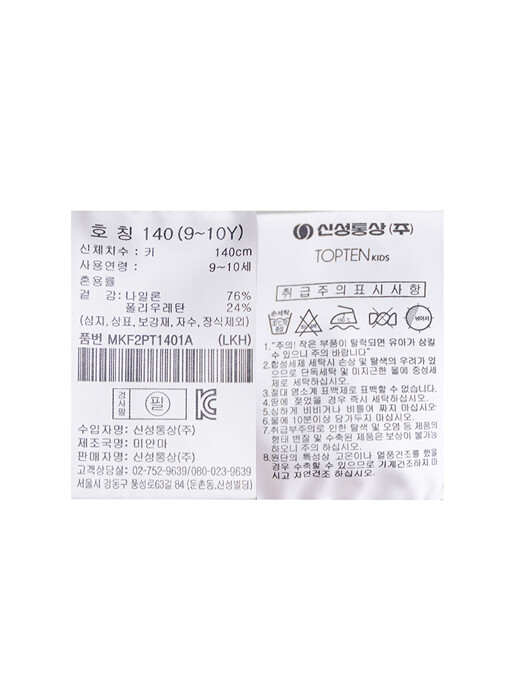 호 칭 140 (9~10Y)
신체치수 : 키 140cm
사용연령 : 9~10세
혼용률
겉 감 : 나일론 76%
폴리우레탄 24%
(심지, 상표, 보강재, 자수, 장식제외)
품번 MKF2PT1401A (LKH)
검사필 필 KC
수입자명: 신성통상(주)
제조국명: 미얀마
판매자명: 신성통상(주)
고객상담실: 02-752-9639/080-023-9639
서울시 강동구 풍성로63길 84 (둔촌동,신성빌딩)
신성통상(주)
TOPTEN KIDS
취급주의표시사항
손세탁 뉘어서
1. "주의! 작은 부품이 탈락되면 유아가 삼킬
수 있으니 주의 바랍니다"
2.합성세제 세탁시 손상 및 탈색의 우려가 있
으므로 단독세탁 및 미지근한 물에 중성세
제로 세탁하십시오.
3.절대 염소계 표백제로 표백할 수 없습니다.
4.땀에 젖었을 경우 즉시 세탁하십시오.
5.심하게 비비거나 비틀어 짜지 마십시오.
6.물에 10분이상 담구지 마십시오.
7.취급부주의로 인한 탈색 및 오염 등 제품의
형태 변질 및 수축된 제품은 보상이 불가능
하오니 주의 하십시오.
8.원단의 특성상 고온이나 열풍건조를 했을
경우 수축할 수 있으므로 기계건조하지 마
시고 자연건조 하십시오.